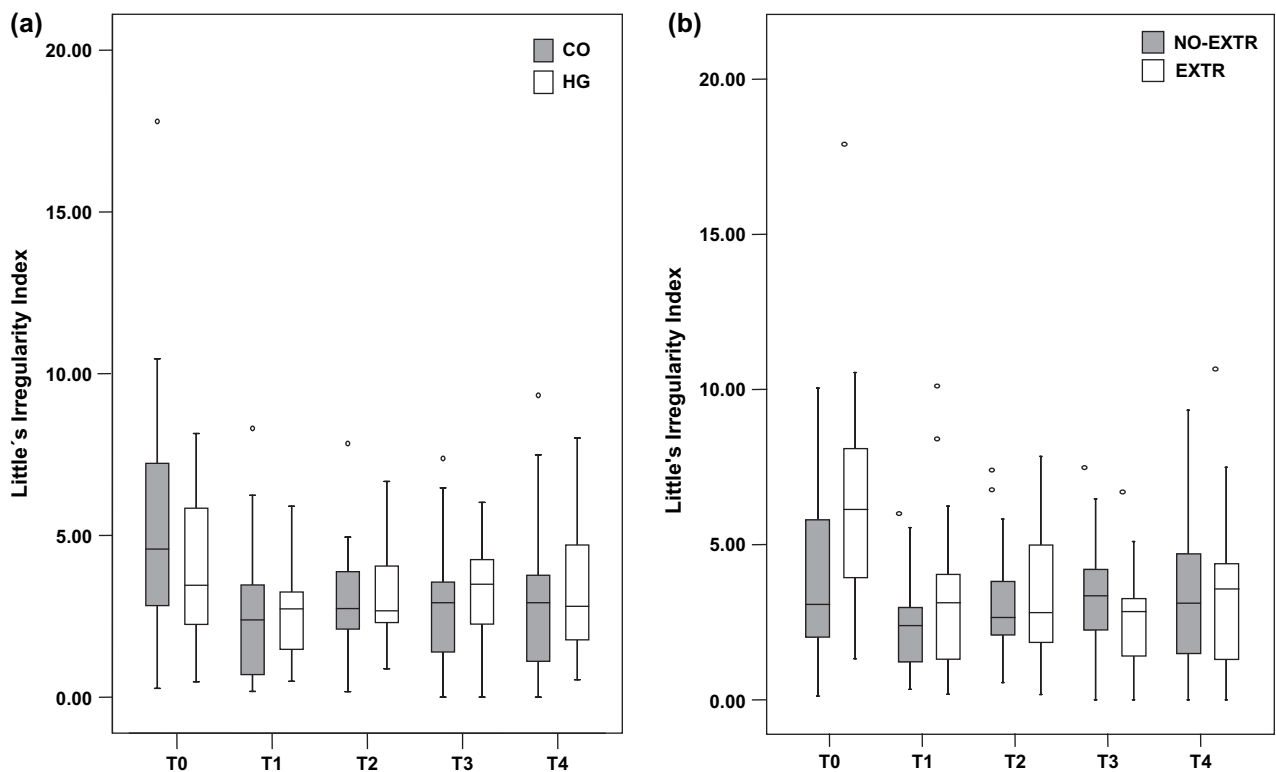 (a)
Little´s Irregularity Index
20.00
15.00
10.00
5.00
0.00
CO
HG
T0 T1 T2 T3 T4
(b)
Little's Irregularity Index
20.00
15.00
10.00
5.00
0.00
NO-EXTR
EXTR
T0 T1 T2 T3 T4